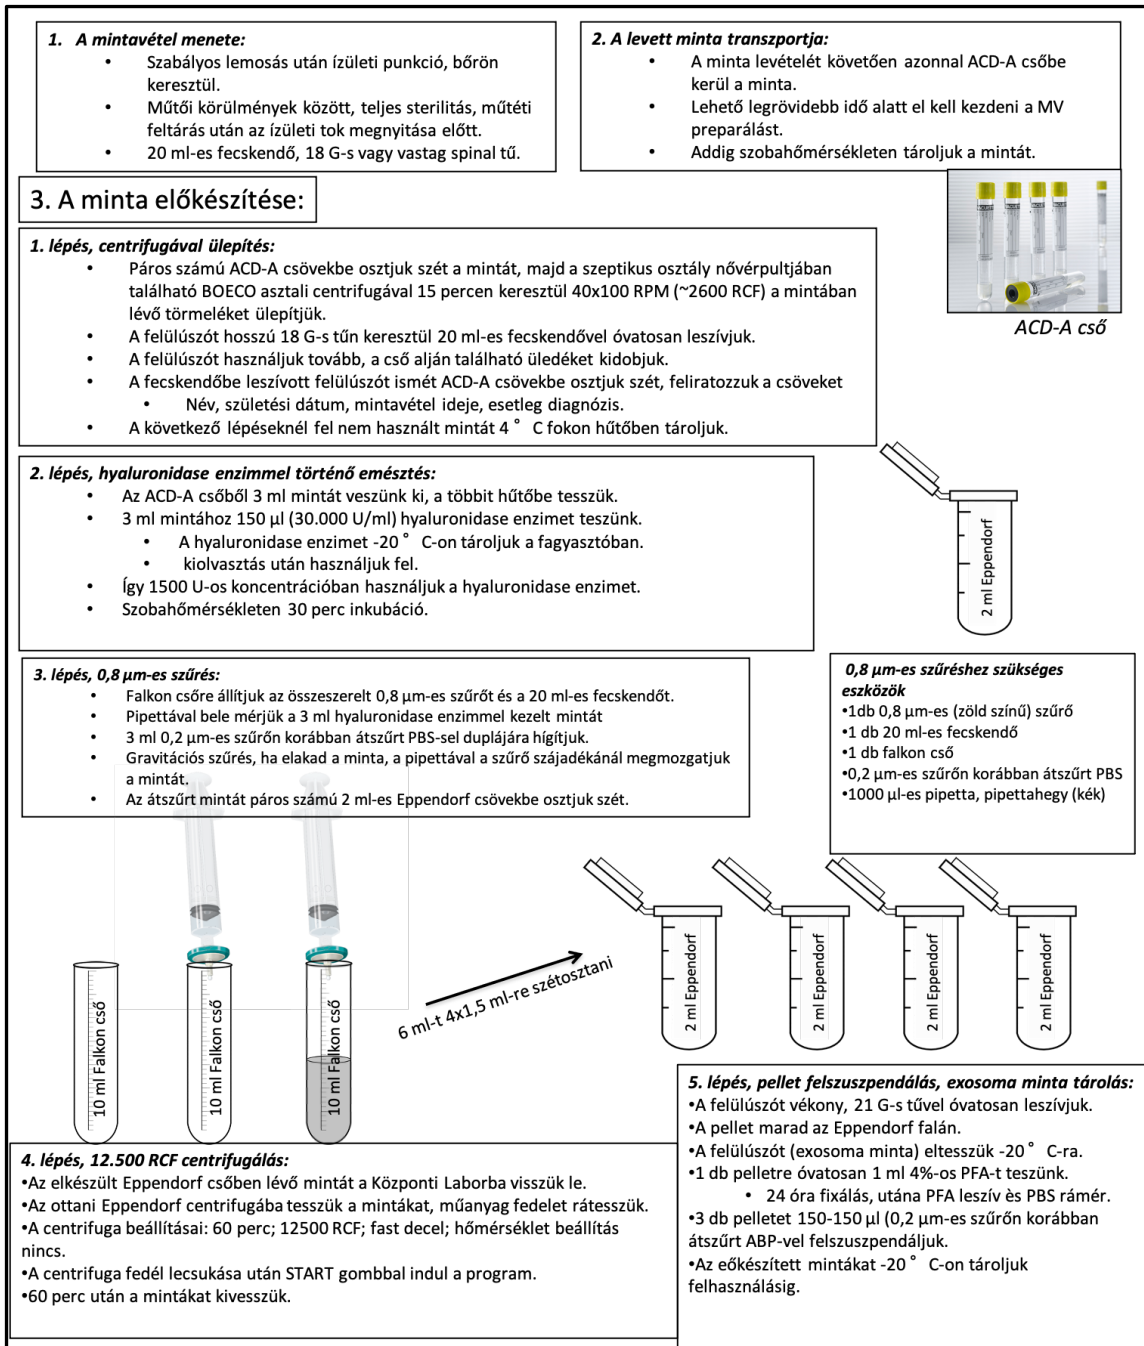 1. A mintavétel menete:
• Szabályos lemosás után ízületi punkció, bőrön
keresztül.
• Műtői körülmények között, teljes sterilitás, műtéti
feltárás után az ízületi tok megnyitása előtt.
• 20 ml-es fecskendő, 18 G-s vagy vastag spinal tű.
2. A levett minta transzportja:
• A minta levételét követően azonnal ACD-A csőbe
kerül a minta.
• Lehető legrövidebb idő alatt el kell kezdeni a MV
preparálást.
• Addig szobahőmérsékleten tároljuk a mintát.
3. A minta előkészítése:
ACD-A cső
1. lépés, centrifugával ülepítés:
• Páros számú ACD-A csövekbe osztjuk szét a mintát, majd a szeptikus osztály nővérpultjában
található BOECO asztali centrifugával 15 percen keresztül 40x100 RPM (~2600 RCF) a mintában
lévő törmeléket ülepítjük.
• A felülúszót hosszú 18 G-s tűn keresztül 20 ml-es fecskendővel óvatosan leszívjuk.
• A felülúszót használjuk tovább, a cső alján található üledéket kidobjuk.
• A fecskendőbe leszívott felülúszót ismét ACD-A csövekbe osztjuk szét, feliratozzuk a csöveket
• Név, születési dátum, mintavétel ideje, esetleg diagnózis.
• A következő lépéseknél fel nem használt mintát 4 ° C fokon hűtőben tároljuk.
2. lépés, hyaluronidase enzimmel történő emésztés:
• Az ACD-A csőből 3 ml mintát veszünk ki, a többit hűtőbe tesszük.
• 3 ml mintához 150 µl (30.000 U/ml) hyaluronidase enzimet teszünk.
• A hyaluronidase enzimet -20 ° C-on tároljuk a fagyasztóban.
• kiolvasztás után használjuk fel.
• Így 1500 U-os koncentrációban használjuk a hyaluronidase enzimet.
• Szobahőmérsékleten 30 perc inkubáció.
2 ml Eppendorf
3. lépés, 0,8 µm-es szűrés:
• Falkon csőre állítjuk az összeszerelt 0,8 µm-es szűrőt és a 20 ml-es fecskendőt.
• Pipettával bele mérjük a 3 ml hyaluronidase enzimmel kezelt mintát
• 3 ml 0,2 µm-es szűrőn korábban átszűrt PBS-sel duplájára hígítjuk.
• Gravitációs szűrés, ha elakad a minta, a pipettával a szűrő szájadékánál megmozgatjuk
a mintát.
• Az átszűrt mintát páros számú 2 ml-es Eppendorf csövekbe osztjuk szét.
0,8 µm-es szűréshez szükséges
eszközök
•1db 0,8 µm-es (zöld színű) szűrő
•1 db 20 ml-es fecskendő
•1 db falkon cső
•0,2 µm-es szűrőn korábban átszűrt PBS
•1000 µl-es pipetta, pipettahegy (kék)
10 ml Falkon cső
10 ml Falkon cső
10 ml Falkon cső
6 ml-t 4x1,5 ml-re szétosztani
2 ml Eppendorf
2 ml Eppendorf
2 ml Eppendorf
2 ml Eppendorf
4. lépés, 12.500 RCF centrifugálás:
•Az elkészült Eppendorf csőben lévő mintát a Központi Laborba visszük le.
•Az ottani Eppendorf centrifugába tesszük a mintákat, műanyag fedelet rátesszük.
•A centrifuga beállításai: 60 perc; 12500 RCF; fast decel; hőmérséklet beállítás
nincs.
•A centrifuga fedél lecsukása után START gombbal indul a program.
•60 perc után a mintákat kivesszük.
5. lépés, pellet felszuszpendálás, exosoma minta tárolás:
•A felülúszót vékony, 21 G-s tűvel óvatosan leszívjuk.
•A pellet marad az Eppendorf falán.
•A felülúszót (exosoma minta) eltesszük -20 ° C-ra.
•1 db pelletre óvatosan 1 ml 4%-os PFA-t teszünk.
• 24 óra fixálás, utána PFA leszív ès PBS rámér.
•3 db pelletet 150-150 µl (0,2 µm-es szűrőn korábban
átszűrt ABP-vel felszuszpendáljuk.
•Az eőkészített mintákat -20 ° C-on tároljuk
felhasználásig.